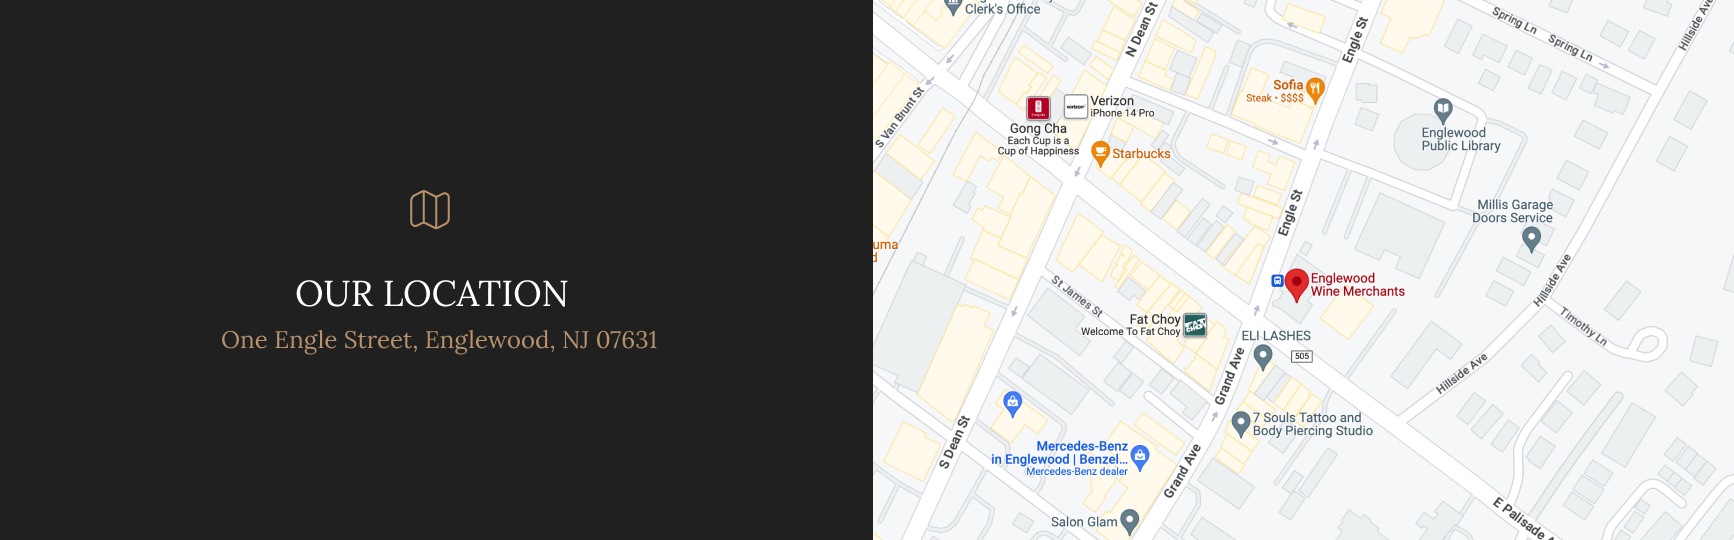 OUR LOCATION
One Engle Street, Englewood, NJ 07631
Clerk's Office
N Dean St
Engle St
Spring Ln
Spring Ln
Hillside Ave
S Van Brunt St
Sofia
Steak • $$$$
Verizon
iPhone 14 Pro
Gong Cha
Each Cup is a
Cup of Happiness
Starbucks
Englewood
Public Library
Engle St
Millis Garage
Doors Service
uma
d
Englewood
Wine Merchants
Hillside Ave
St James St
Fat Choy
Welcome To Fat Choy
FAT
CHOY
ELI LASHES
505
Timothy Ln
Grand Ave
Hillside Ave
S Dean St
7 Souls Tattoo and
Body Piercing Studio
Mercedes-Benz
in Englewood | Benzel...
Mercedes-Benz dealer
Grand Ave
Salon Glam
E Palisade A